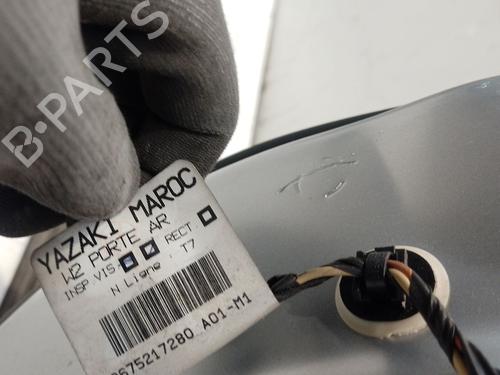 B-PARTS
YAZAKI MAROC
W2 PORTE AR
INSP VIS RECT.
N Ligne : T7
9675217280 A01-M1